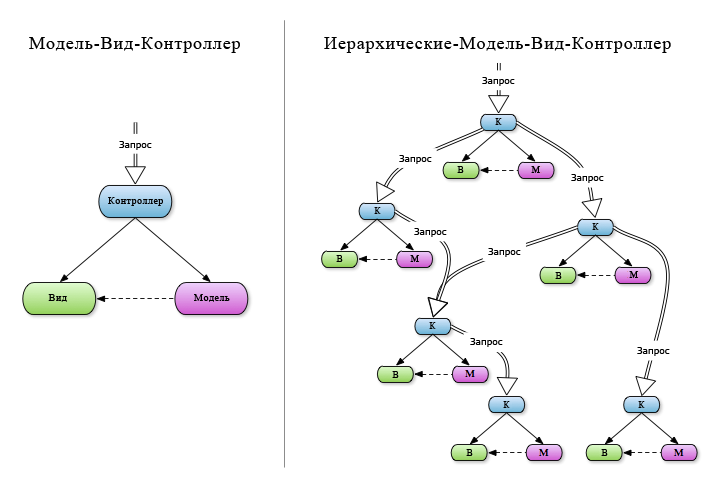 Модель-Вид-Контроллер
Запрос
Контроллер
Вид
Модель
Иерархические-Модель-Вид-Контроллер
Запрос
К
Запрос
В
М
Запрос
К
К
Запрос
В
М
В
М
К
Запрос
Запрос
В
М
К
К
В
М
В
М